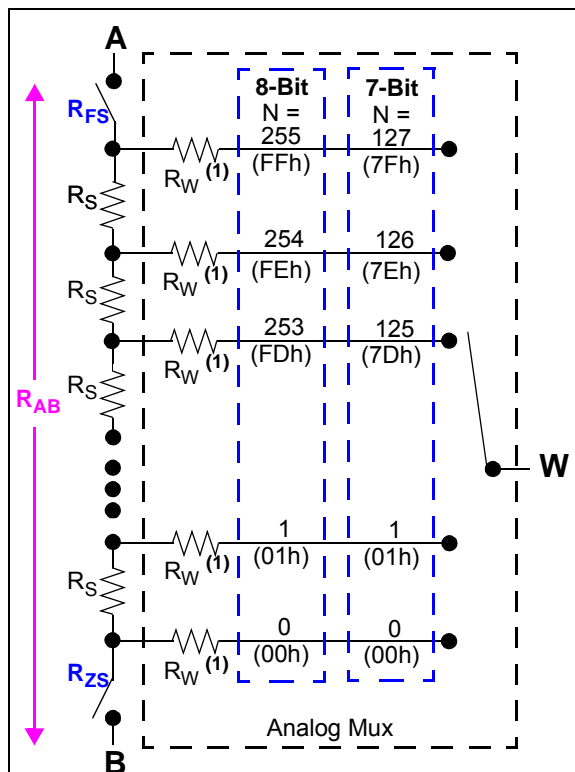 A
8-Bit
N =
7-Bit
N =
RFS
255
(FFh)
127
(7Fh)
RW (1)
RS
254
(FEh)
126
(7Eh)
RW (1)
RS
253
(FDh)
125
(7Dh)
RW (1)
RS
RAB
W
1
(01h)
1
(01h)
RW (1)
RS
0
(00h)
0
(00h)
RW (1)
RZS
Analog Mux
B